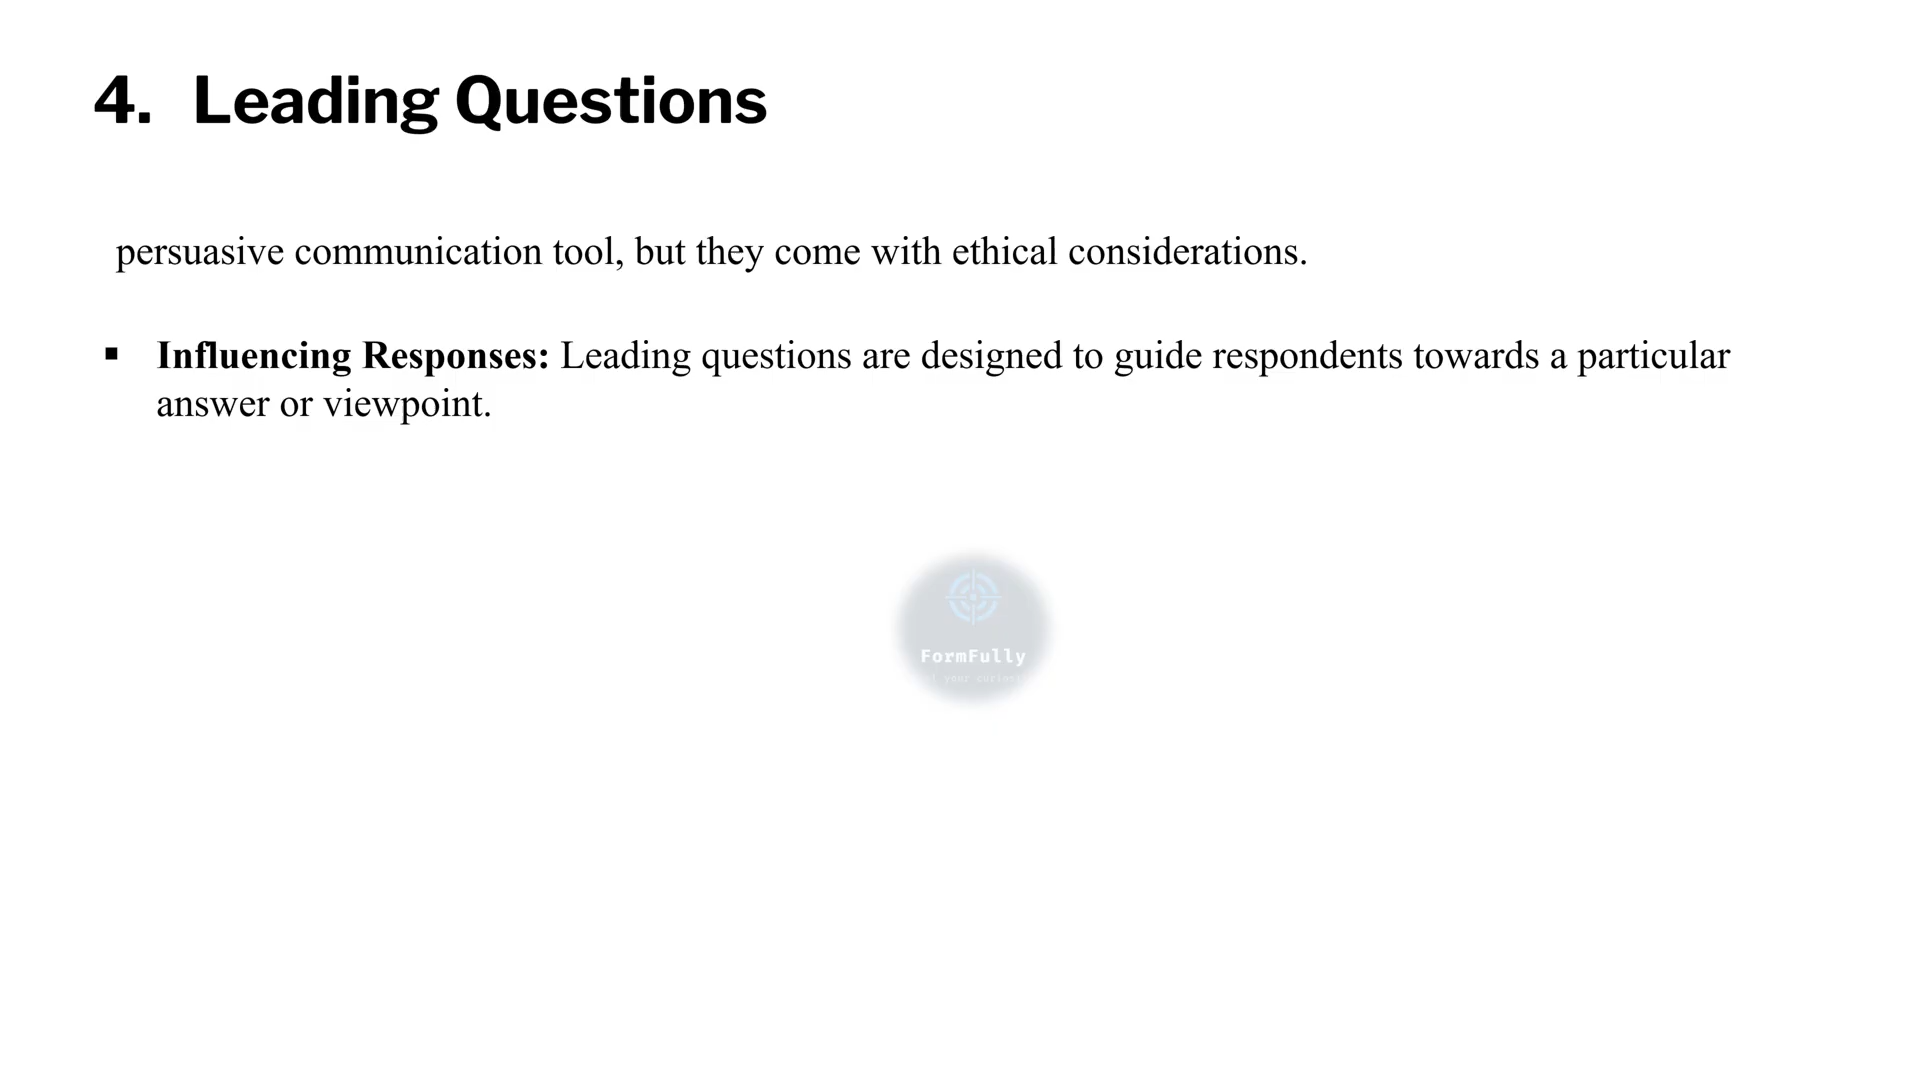 4. Leading Questions
persuasive communication tool, but they come with ethical considerations.
▪ Influencing Responses: Leading questions are designed to guide respondents towards a particular
answer or viewpoint.
FormFully
your